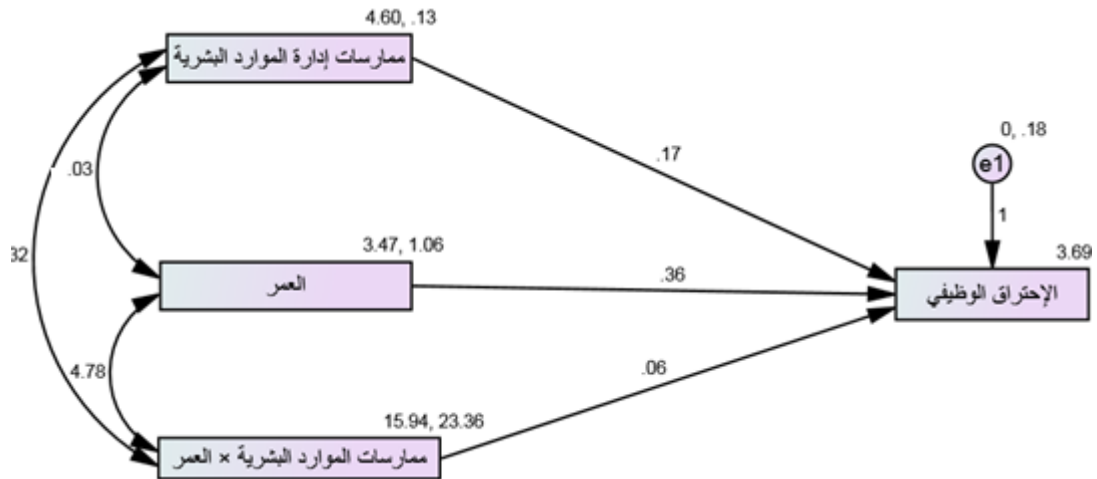 4.60, .13
ممارسات إدارة الموارد البشرية
0, .18
e1
.17
.03
1
3.47, 1.06
3.69
العمر
.36
الإحتراق الوظيفي
32
4.78
.06
15.94, 23.36
ممارسات الموارد البشرية × العمر